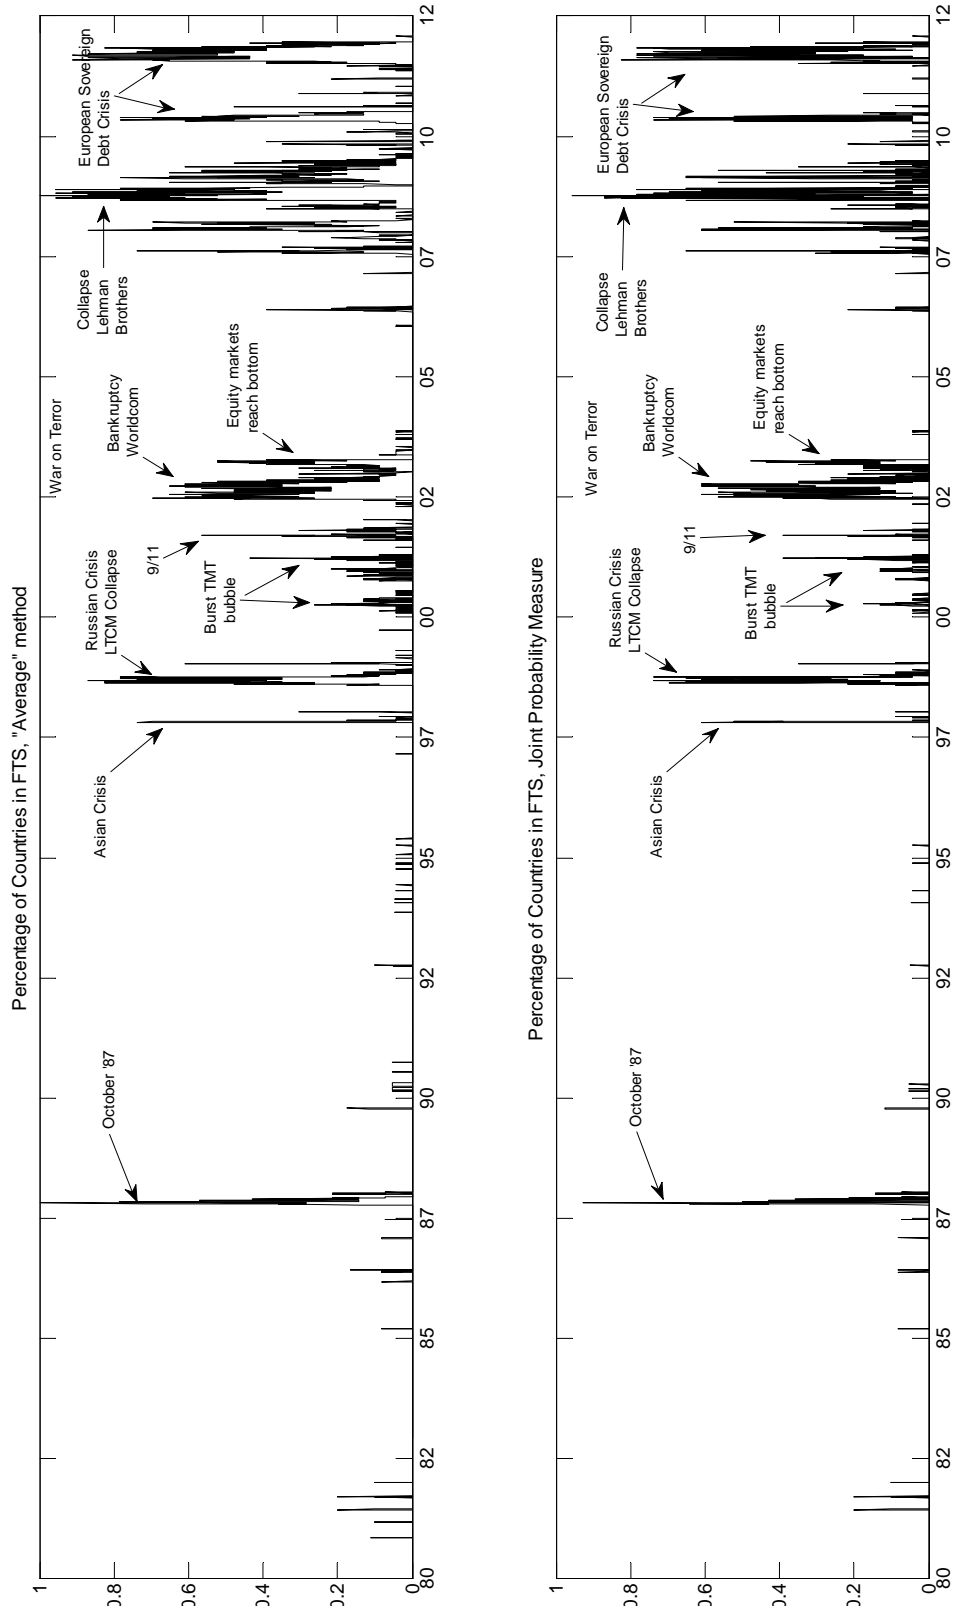 Percentage of Countries in FTS, "Average" method
1
0.8
0.6
0.4
0.2
0
October '87
Asian Crisis
Russian Crisis
LTCM Collapse
Burst TMT
bubble
9/11
War on Terror
Bankruptcy
Worldcom
Equity markets
reach bottom
Collapse
Lehman
Brothers
European Sovereign
Debt Crisis
80 82 85 87 90 92 95 97 00 02 05 07 10 12
Percentage of Countries in FTS, Joint Probability Measure
1
0.8
0.6
0.4
0.2
0
October '87
Asian Crisis
Russian Crisis
LTCM Collapse
Burst TMT
bubble
9/11
War on Terror
Bankruptcy
Worldcom
Equity markets
reach bottom
Collapse
Lehman
Brothers
European Sovereign
Debt Crisis
80 82 85 87 90 92 95 97 00 02 05 07 10 12